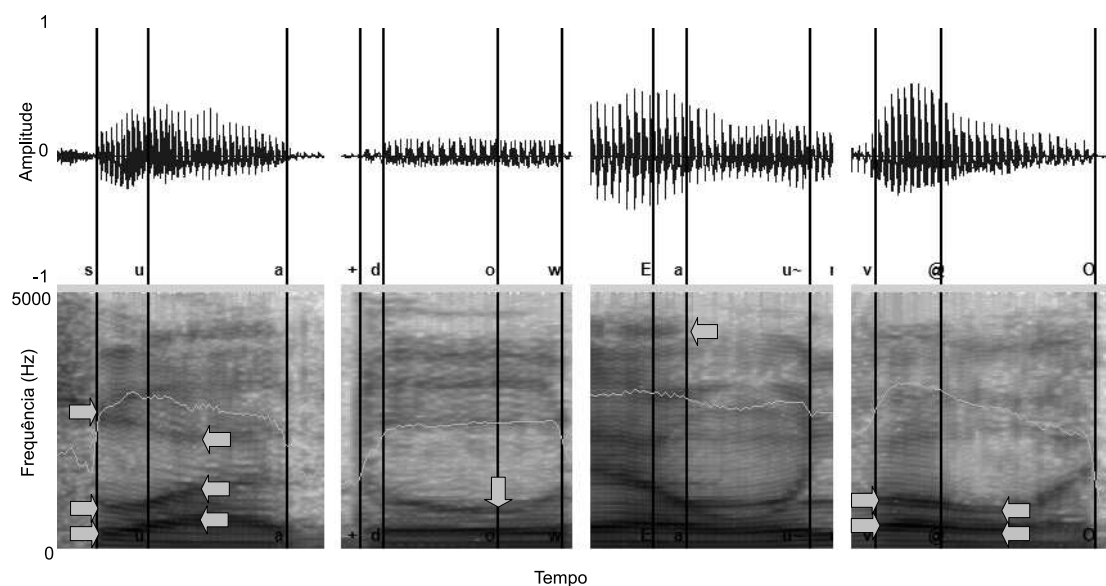 1
Amplitude
0
-1
s u a + d o w E a u~ r v @ O
5000
Frequência (Hz)
0
u a + d o w E a u~ v @ O
Tempo